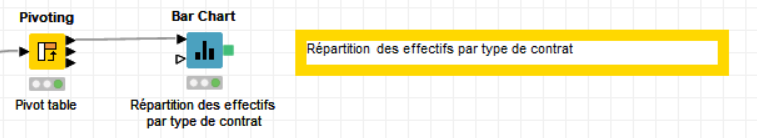 Pivoting
Bar Chart
Répartition des effectifs par type de contrat
Pivot table
Répartition des effectifs
par type de contrat